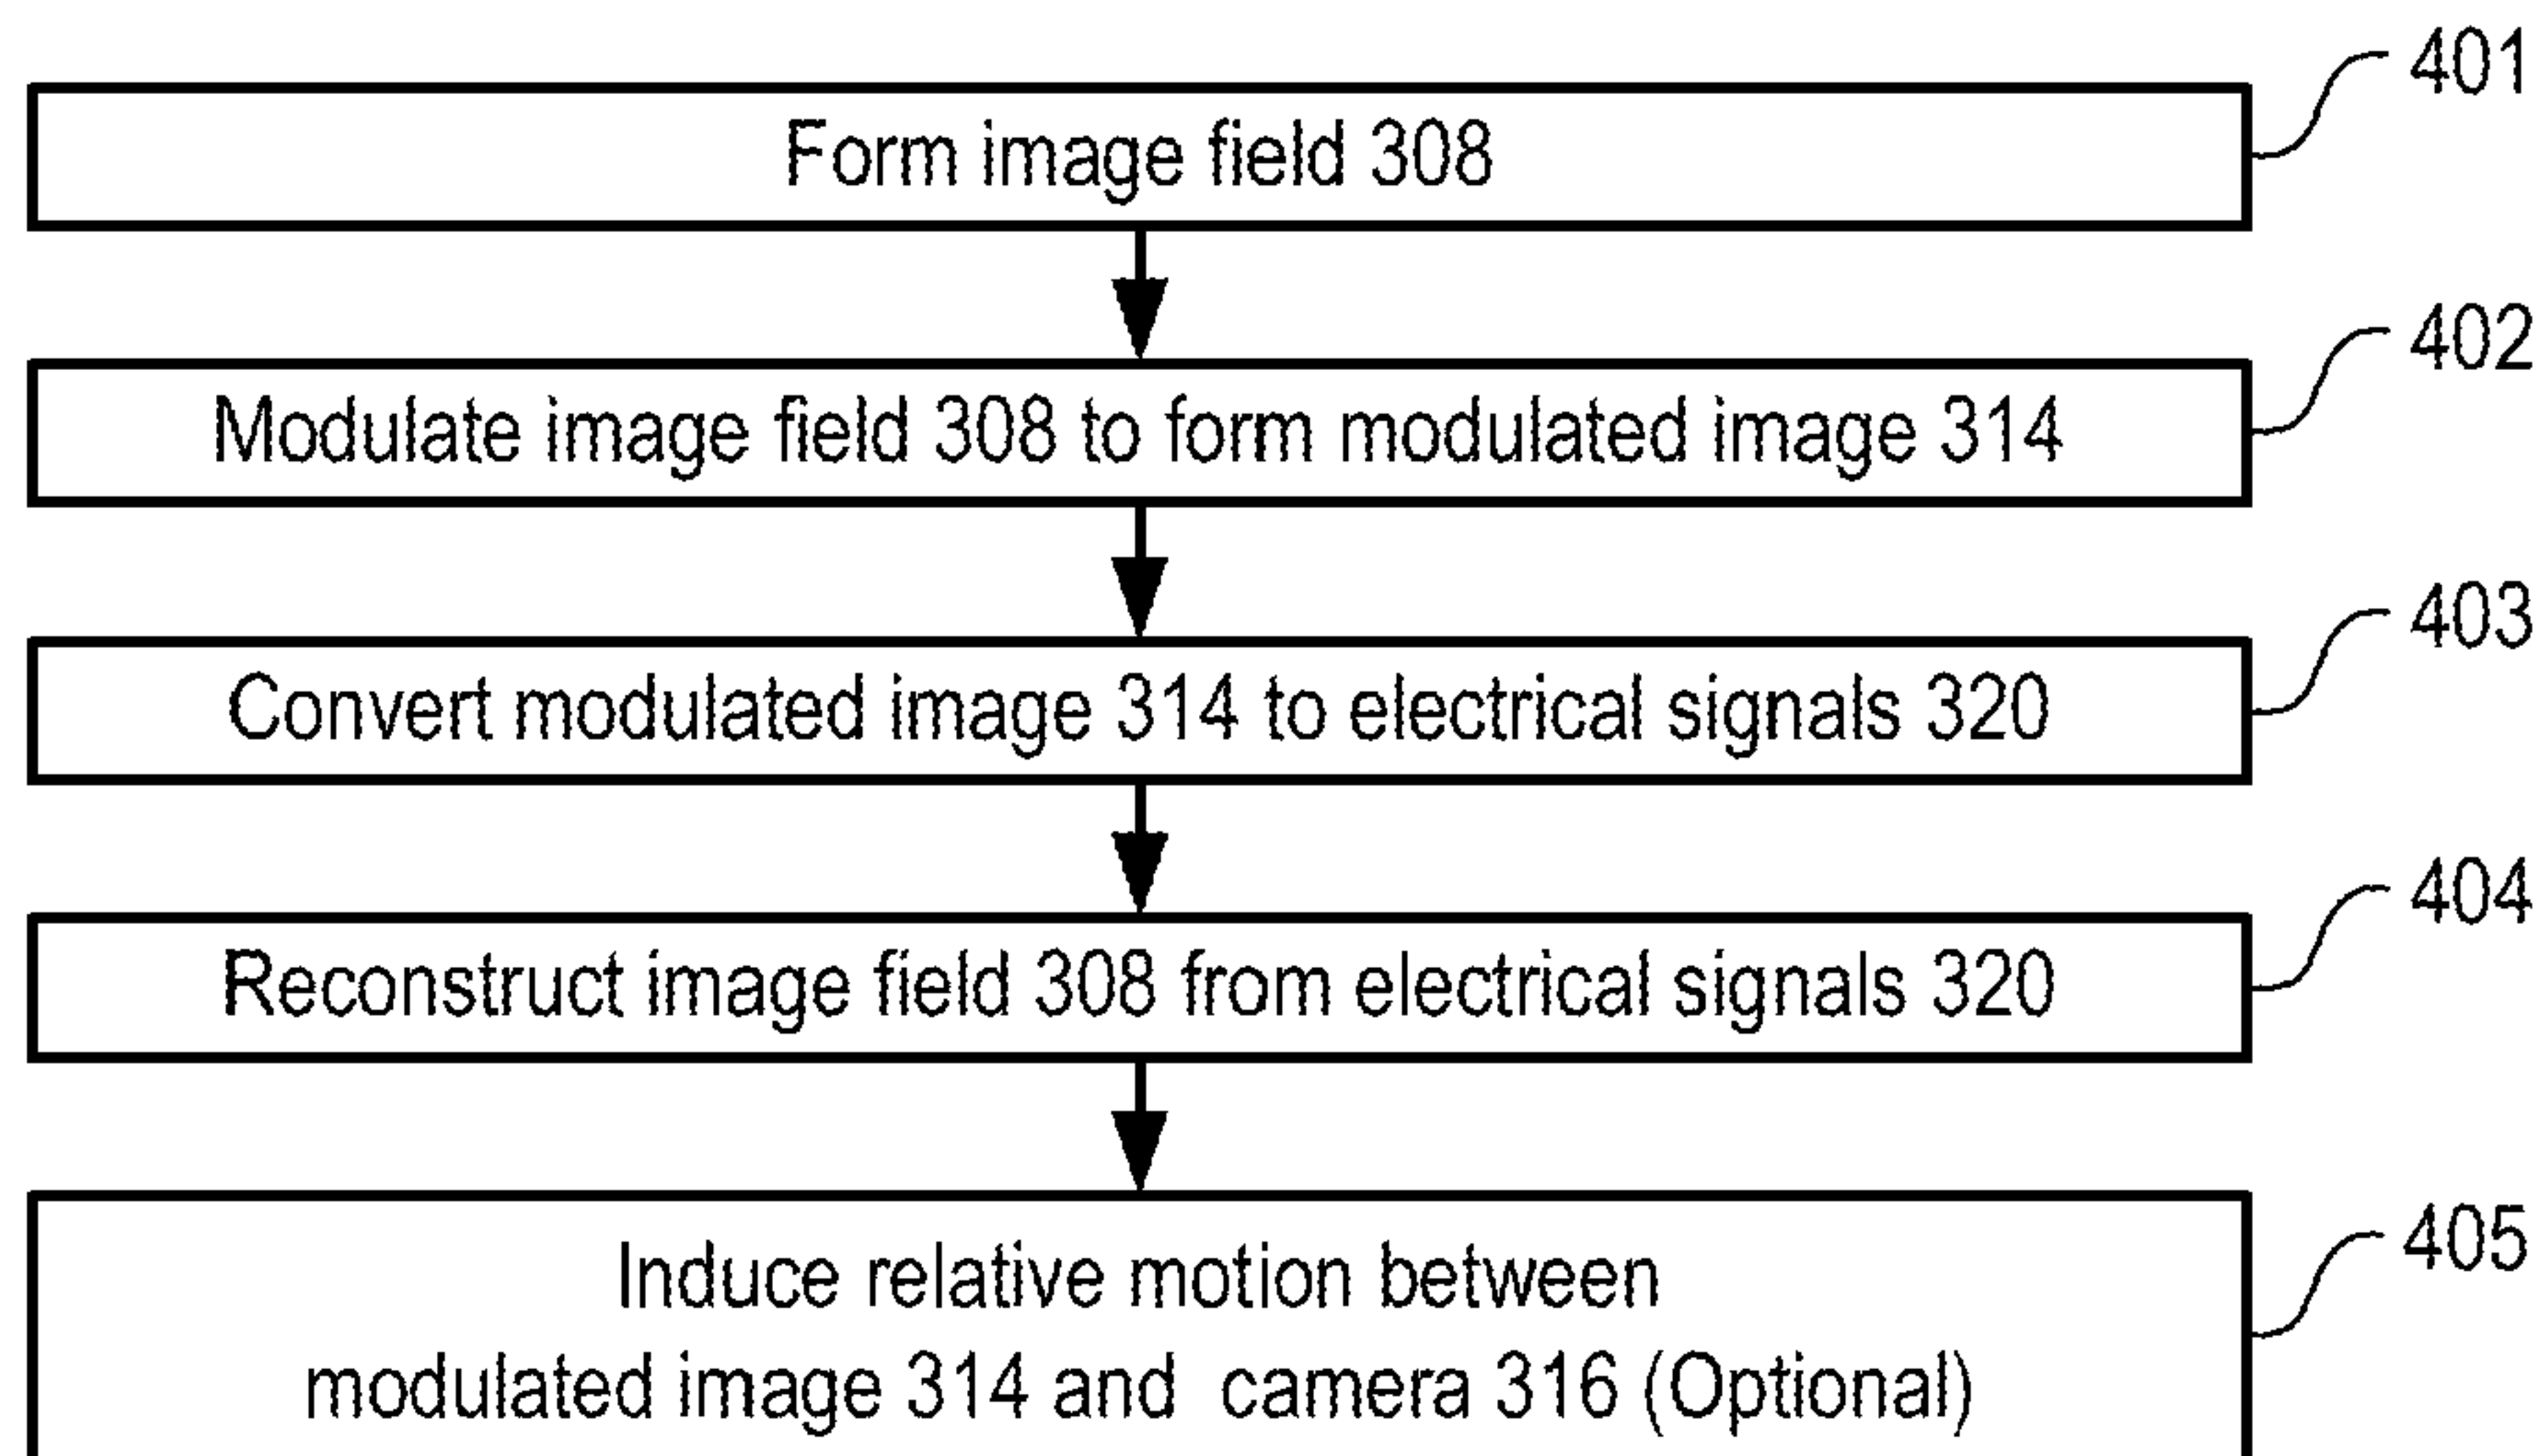 401
Form image field 308
402
Modulate image field 308 to form modulated image 314
403
Convert modulated image 314 to electrical signals 320
404
Reconstruct image field 308 from electrical signals 320
405
Induce relative motion between
modulated image 314 and camera 316 (Optional)